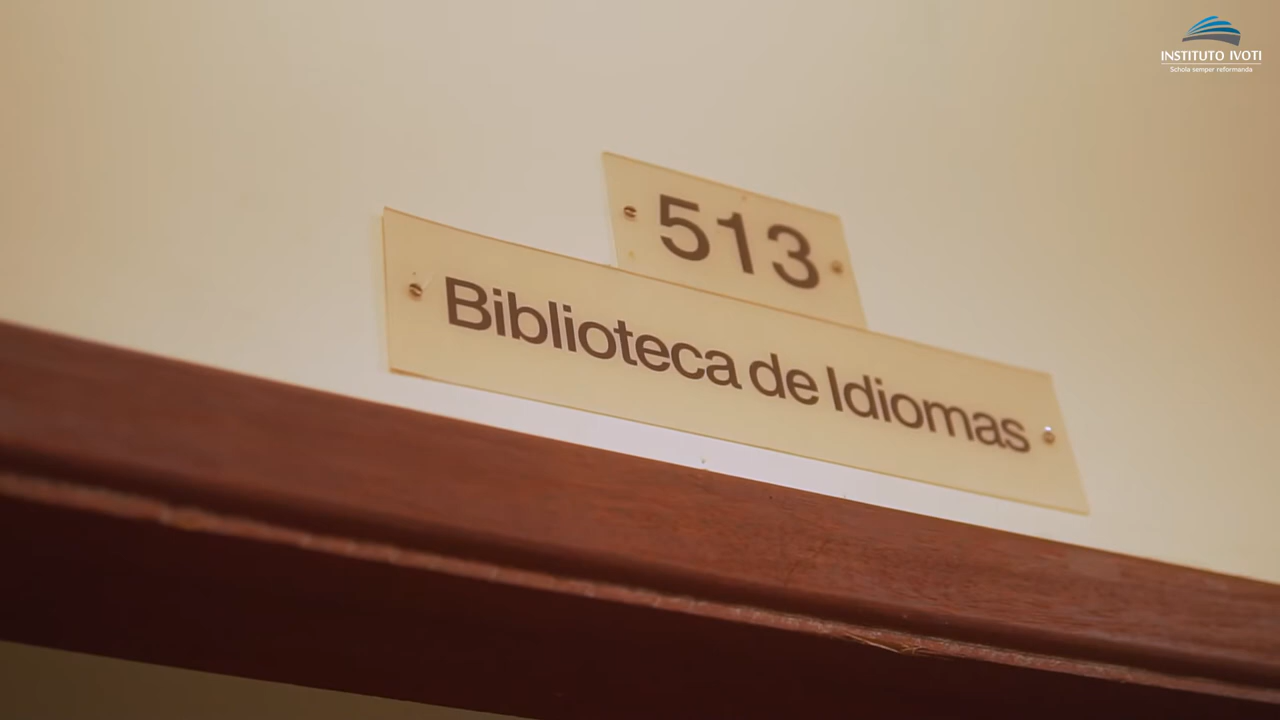 INSTITUTO IVOTI
Schola semper reformanda
513
Biblioteca de Idiomas